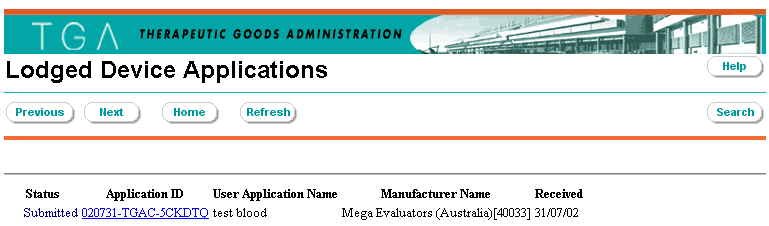 TGA THERAPEUTIC GOODS ADMINISTRATION
Lodged Device Applications Help
Previous Next Home Refresh Search
Status Application ID User Application Name Manufacturer Name Received
Submitted 020731-TGAC-5CKDTQ test blood Mega Evaluators (Australia)[40033] 31/07/02